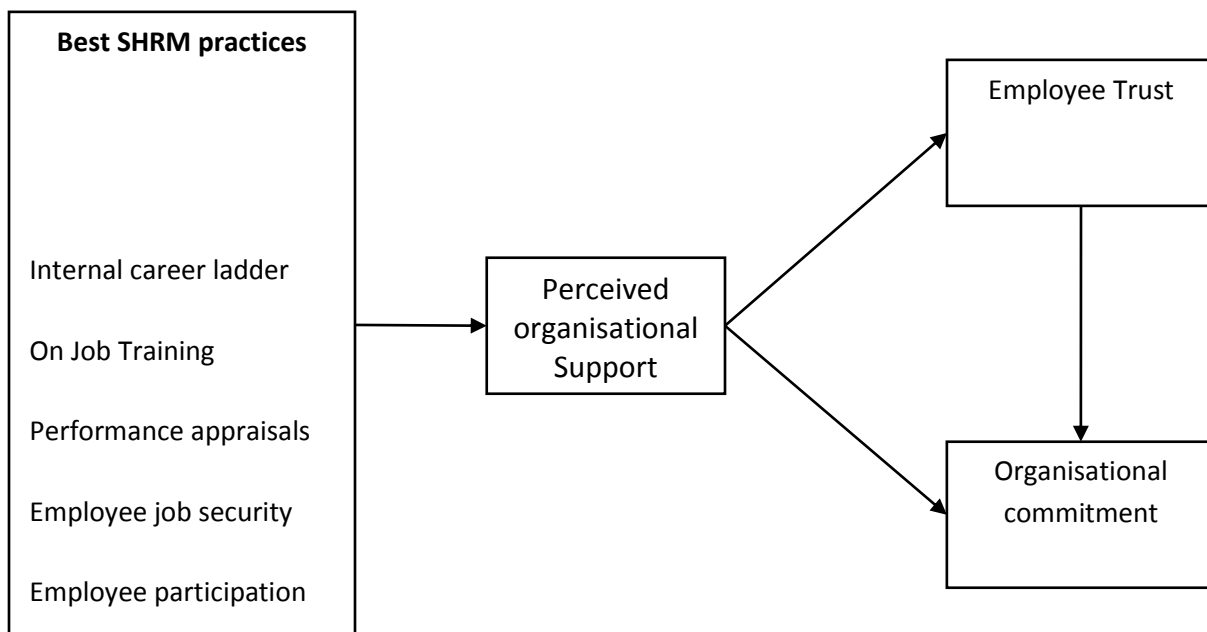 Best SHRM practices
Internal career ladder
On Job Training
Performance appraisals
Employee job security
Employee participation
Perceived
organisational
Support
Employee Trust
Organisational
commitment